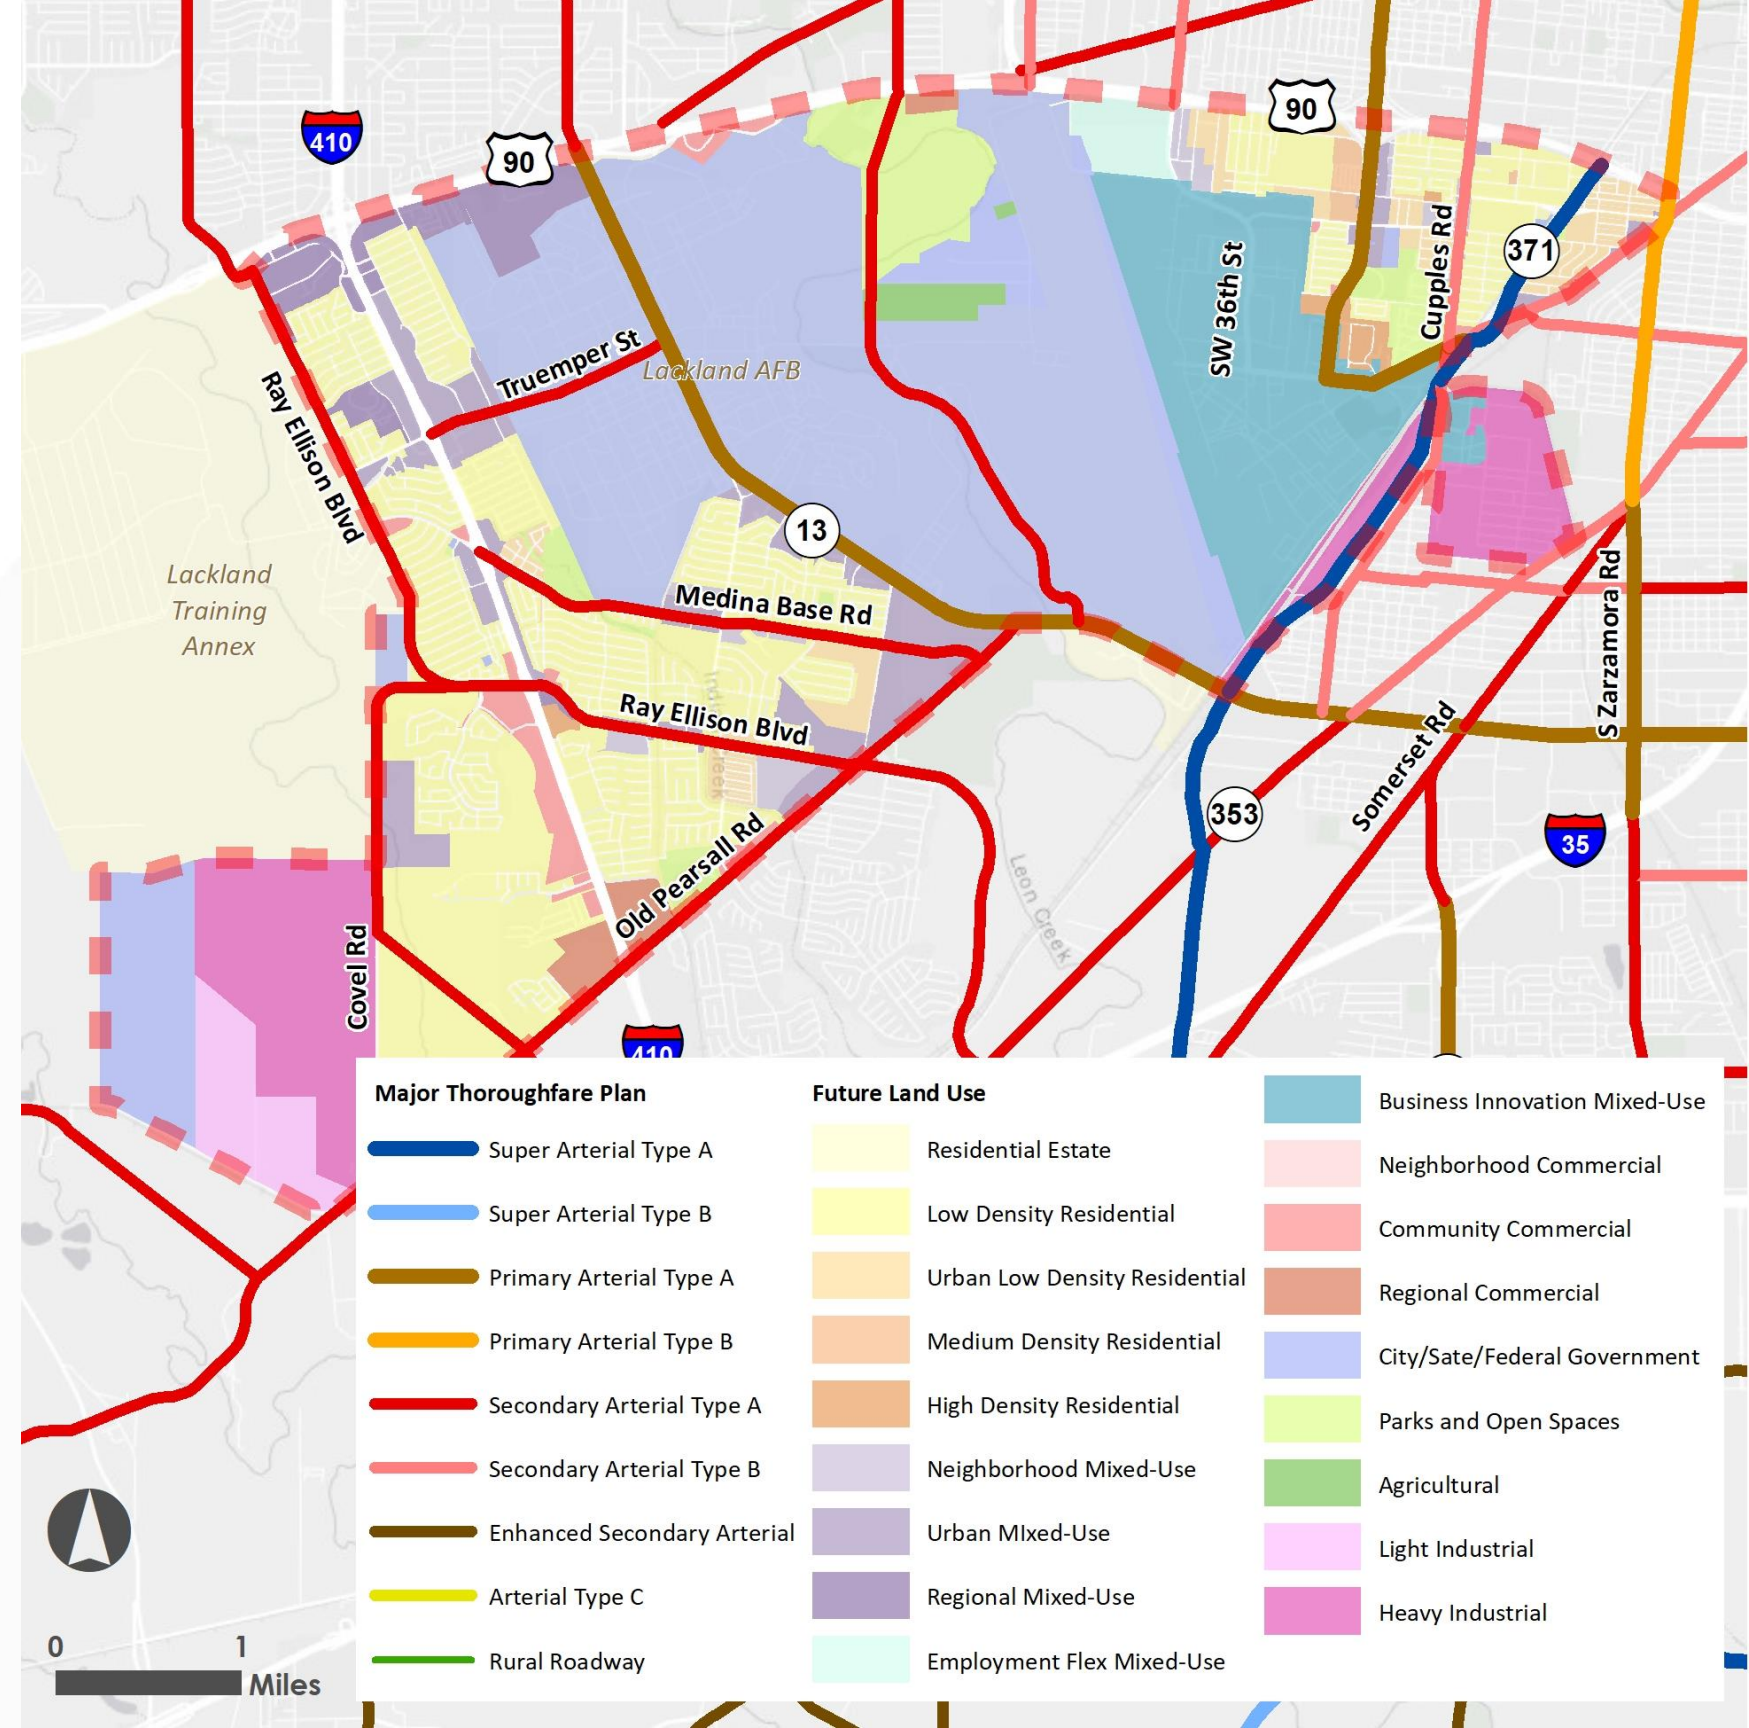 410
90
90
371
Cupples Rd
SW 36th St
Truemper St
Lackland AFB
Ray Ellison Blvd
13
Lackland
Training
Annex
Medina Base Rd
S Zarzamora Rd
Ray Ellison Blvd
Somerset Rd
353
35
Old Pearsall Rd
Leon Creek
Covel Rd
410
Major Thoroughfare Plan
Super Arterial Type A
Super Arterial Type B
Primary Arterial Type A
Primary Arterial Type B
Secondary Arterial Type A
Secondary Arterial Type B
Enhanced Secondary Arterial
Arterial Type C
Rural Roadway
Future Land Use
Residential Estate
Low Density Residential
Urban Low Density Residential
Medium Density Residential
High Density Residential
Neighborhood Mixed-Use
Urban MIxed-Use
Regional Mixed-Use
Employment Flex Mixed-Use
Business Innovation Mixed-Use
Neighborhood Commercial
Community Commercial
Regional Commercial
City/Sate/Federal Government
Parks and Open Spaces
Agricultural
Light Industrial
Heavy Industrial
0 1
Miles